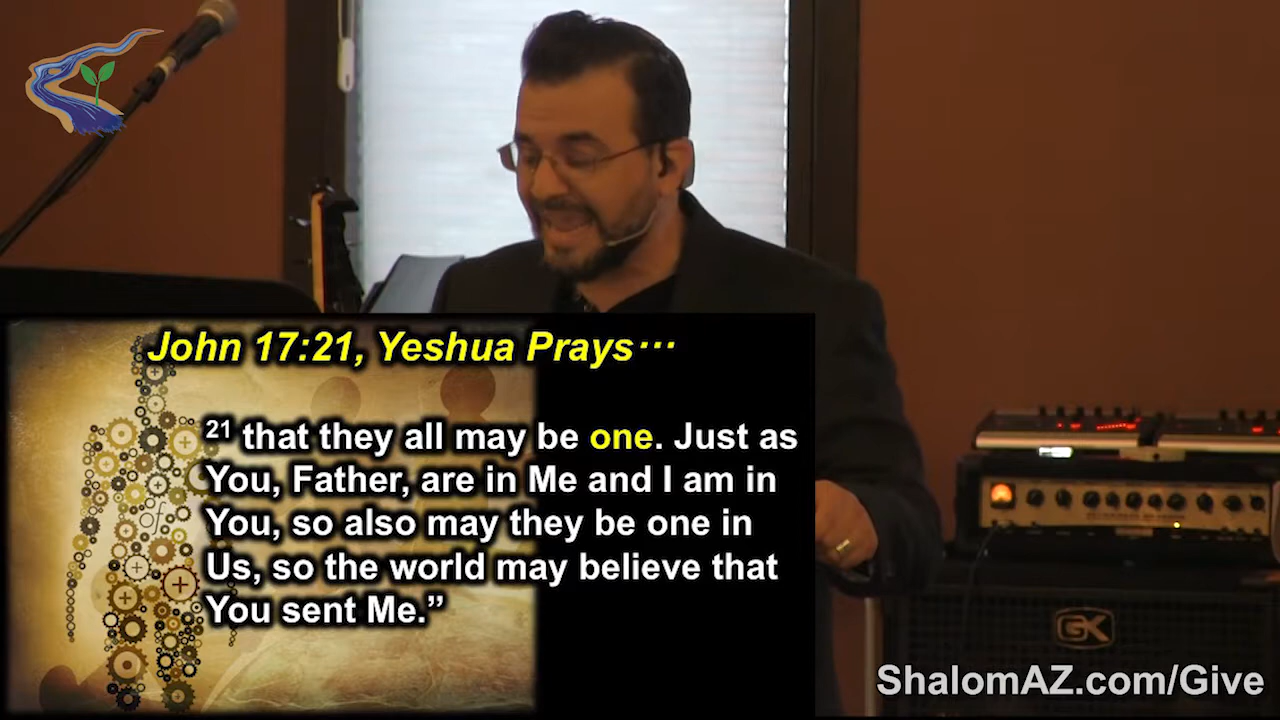 John 17:21, Yeshua Prays…
21 that they all may be one. Just as
You, Father, are in Me and I am in
You, so also may they be one in
Us, so the world may believe that
You sent Me.”
of
GK
ShalomAZ.com/Give